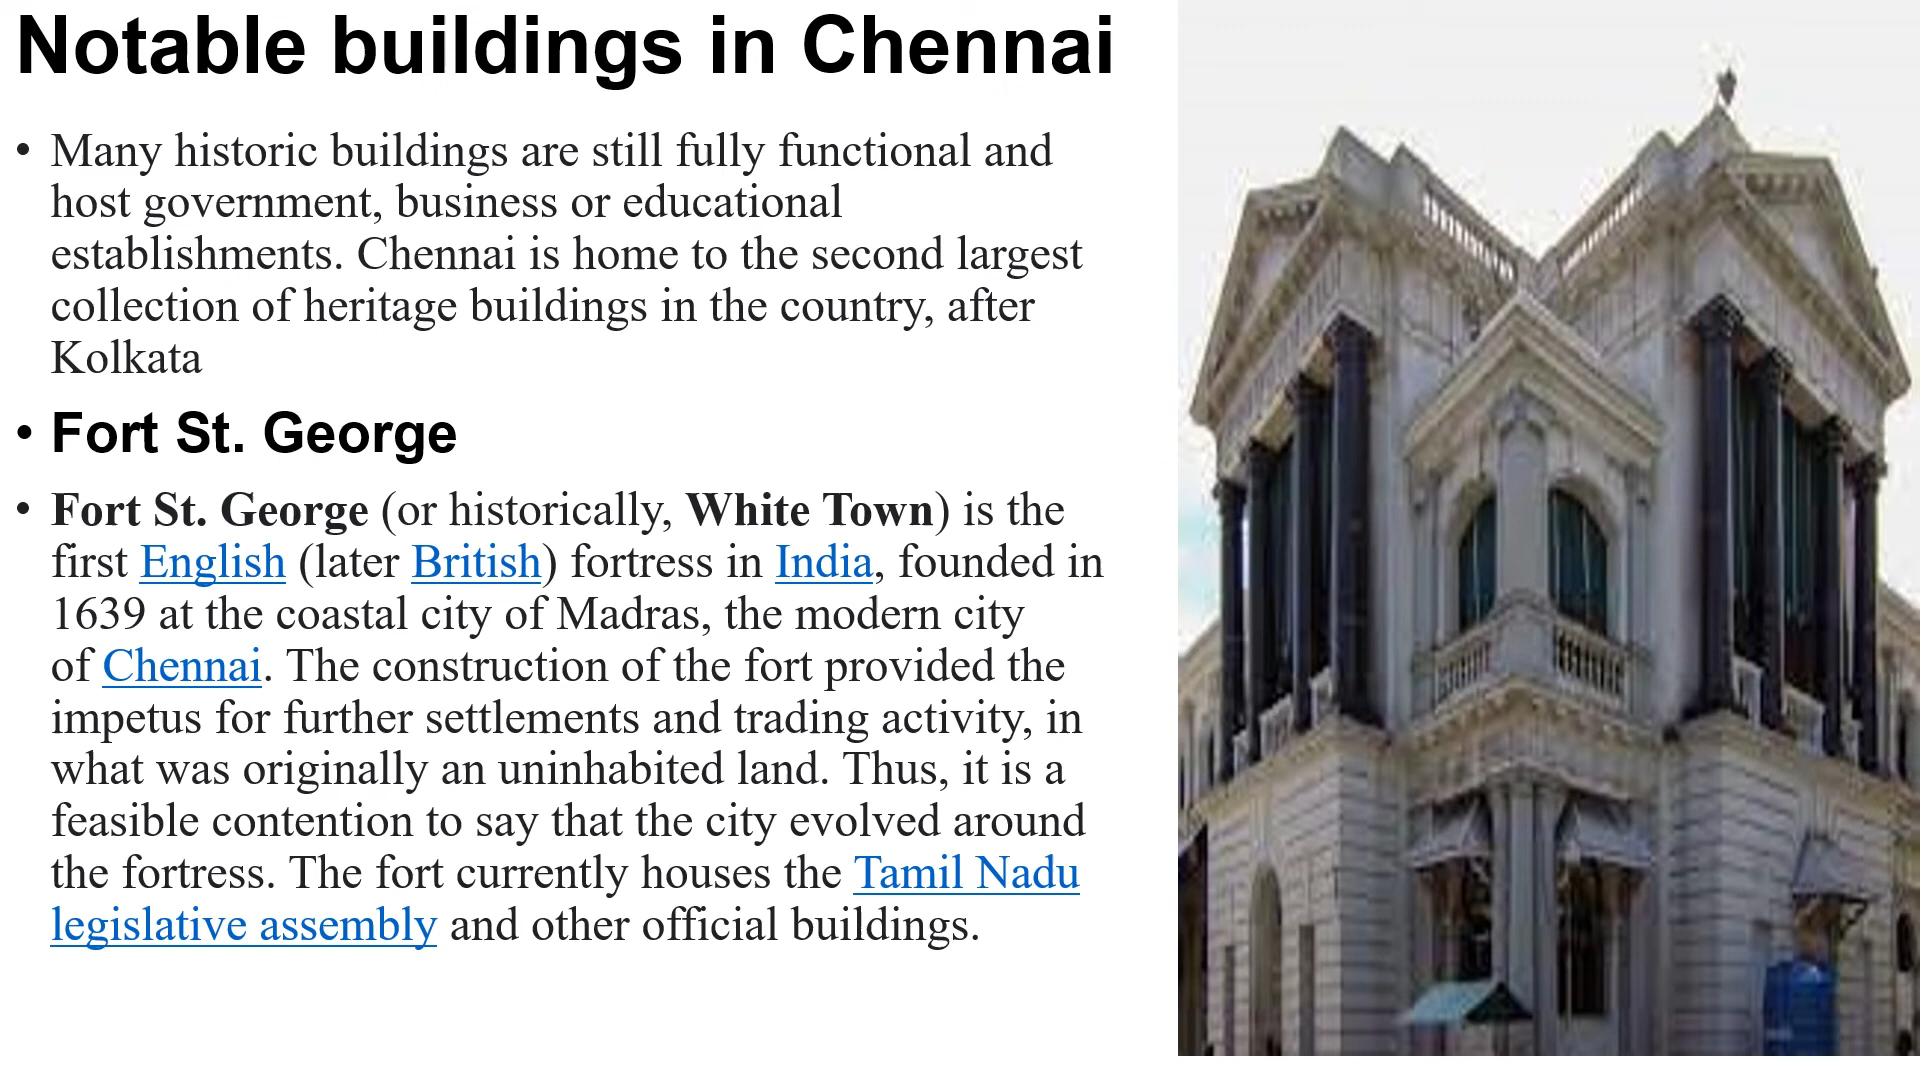 Notable buildings in Chennai
• Many historic buildings are still fully functional and
host government, business or educational
establishments. Chennai is home to the second largest
collection of heritage buildings in the country, after
Kolkata
• Fort St. George
• Fort St. George (or historically, White Town) is the
first English (later British) fortress in India, founded in
1639 at the coastal city of Madras, the modern city
of Chennai. The construction of the fort provided the
impetus for further settlements and trading activity, in
what was originally an uninhabited land. Thus, it is a
feasible contention to say that the city evolved around
the fortress. The fort currently houses the Tamil Nadu
legislative assembly and other official buildings.